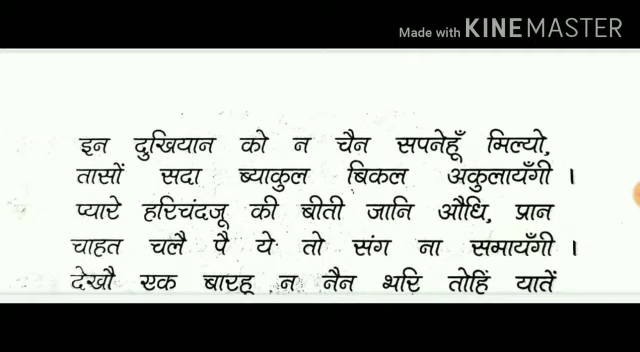 Made with KINEMASTER
इन दुखियान को न चैन सपनेहूँ मिल्यो,
तासों सदा ब्याकुल बिकल अकुलायँगी ।
प्यारे हरिचंदजू की बीती जानि औधि, प्रान
चाहत चलै पै ये तो संग ना समायँगी ।
देखौ एक बारहू न नैन भरि तोहिं यातें